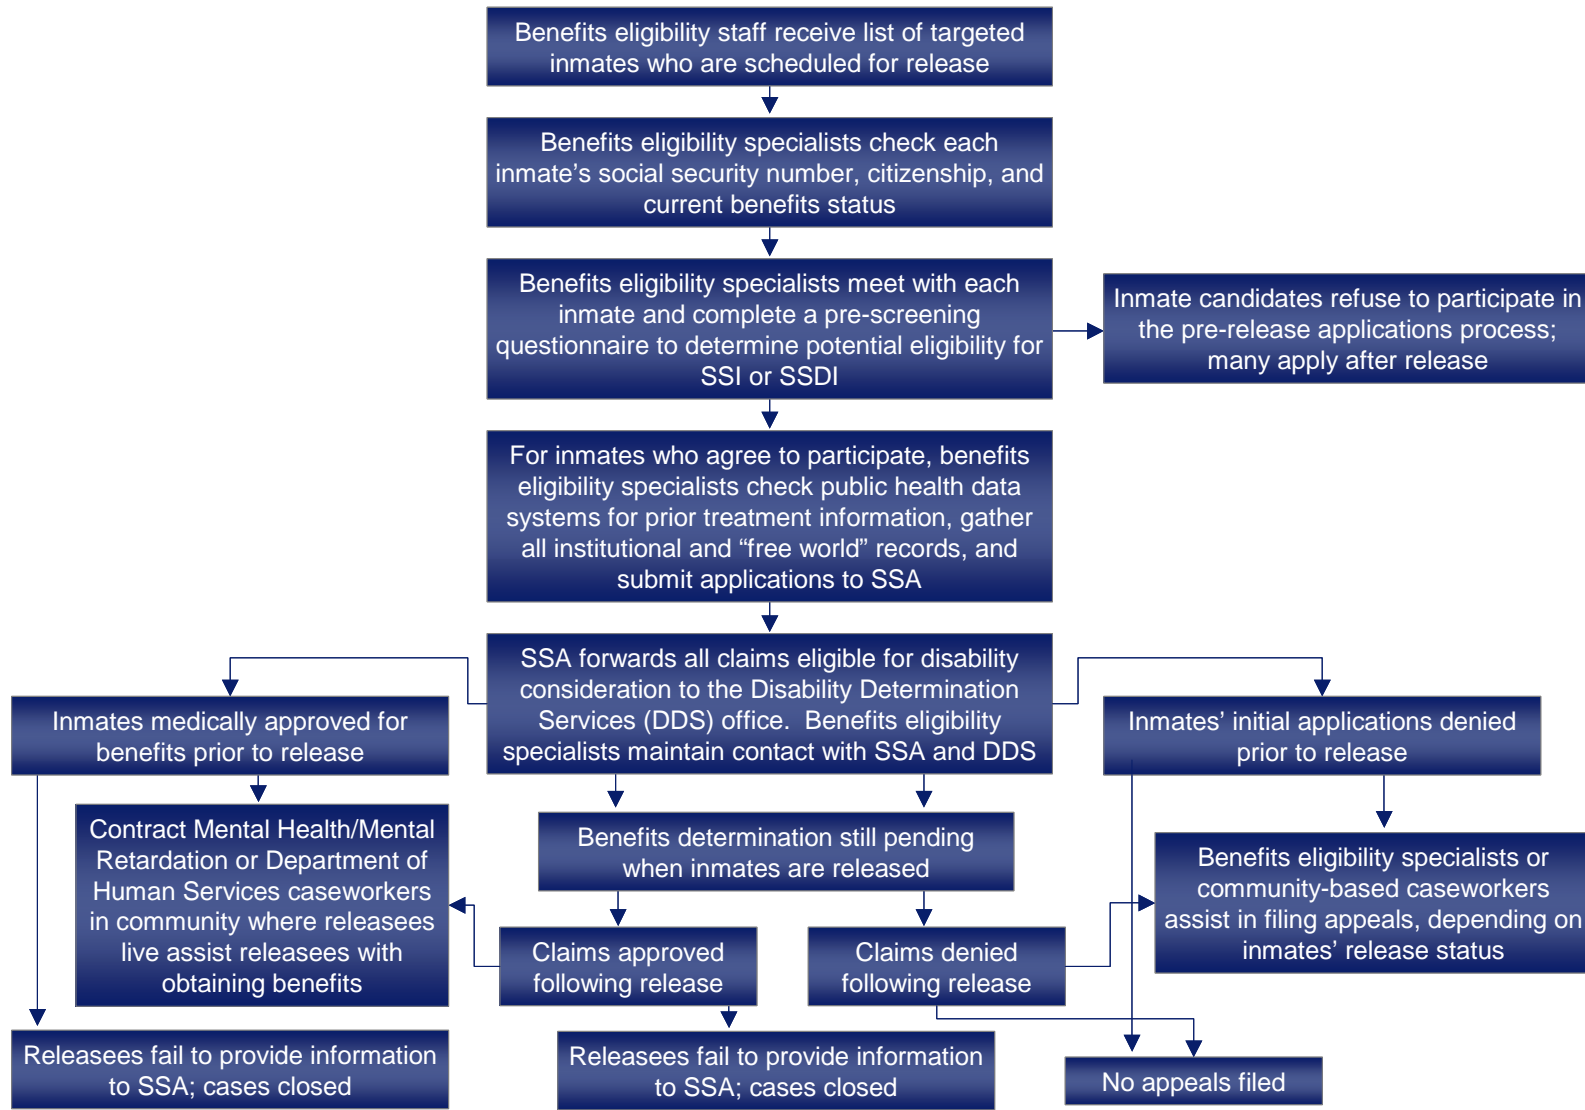 Benefits eligibility staff receive list of targeted
inmates who are scheduled for release
Benefits eligibility specialists check each
inmate’s social security number, citizenship, and
current benefits status
Benefits eligibility specialists meet with each
inmate and complete a pre-screening
questionnaire to determine potential eligibility for
SSI or SSDI
Inmate candidates refuse to participate in
the pre-release applications process;
many apply after release
For inmates who agree to participate, benefits
eligibility specialists check public health data
systems for prior treatment information, gather
all institutional and “free world” records, and
submit applications to SSA
SSA forwards all claims eligible for disability
consideration to the Disability Determination
Services (DDS) office.  Benefits eligibility
specialists maintain contact with SSA and DDS
Inmates medically approved for
benefits prior to release
Inmates’ initial applications denied
prior to release
Contract Mental Health/Mental
Retardation or Department of
Human Services caseworkers
in community where releasees
live assist releasees with
obtaining benefits
Benefits determination still pending
when inmates are released
Benefits eligibility specialists or
community-based caseworkers
assist in filing appeals, depending on
inmates’ release status
Claims approved
following release
Claims denied
following release
Releasees fail to provide information
to SSA; cases closed
Releasees fail to provide information
to SSA; cases closed
No appeals filed